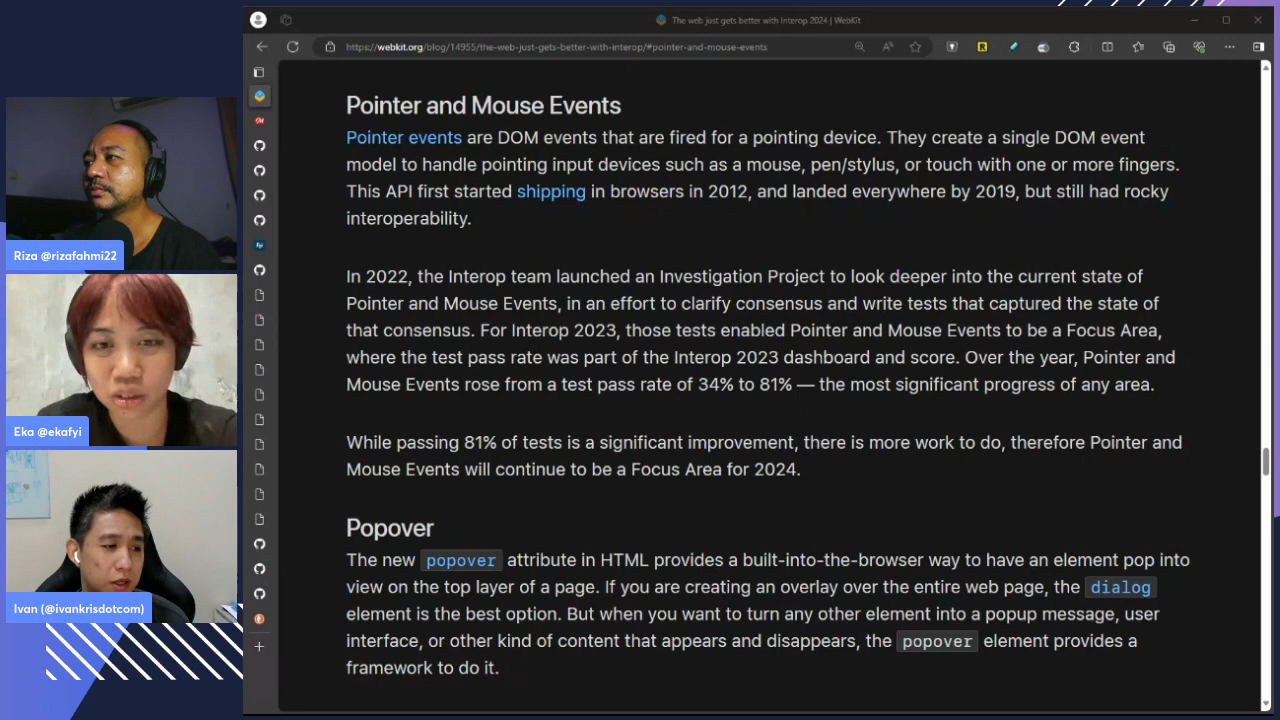 The web just gets better with Interop 2024 | WebKit
https://webkit.org/blog/14955/the-web-just-gets-better-with-interop/#pointer-and-mouse-events
Pointer and Mouse Events
Pointer events are DOM events that are fired for a pointing device. They create a single DOM event
model to handle pointing input devices such as a mouse, pen/stylus, or touch with one or more fingers.
This API first started shipping in browsers in 2012, and landed everywhere by 2019, but still had rocky
interoperability.
In 2022, the Interop team launched an Investigation Project to look deeper into the current state of
Pointer and Mouse Events, in an effort to clarify consensus and write tests that captured the state of
that consensus. For Interop 2023, those tests enabled Pointer and Mouse Events to be a Focus Area,
where the test pass rate was part of the Interop 2023 dashboard and score. Over the year, Pointer and
Mouse Events rose from a test pass rate of 34% to 81% — the most significant progress of any area.
While passing 81% of tests is a significant improvement, there is more work to do, therefore Pointer and
Mouse Events will continue to be a Focus Area for 2024.
Popover
The new popover attribute in HTML provides a built-into-the-browser way to have an element pop into
view on the top layer of a page. If you are creating an overlay over the entire web page, the dialog
element is the best option. But when you want to turn any other element into a popup message, user
interface, or other kind of content that appears and disappears, the popover element provides a
framework to do it.
Riza @rizafahmi22
Eka @ekafyi
Ivan (@ivankrisdotcom)